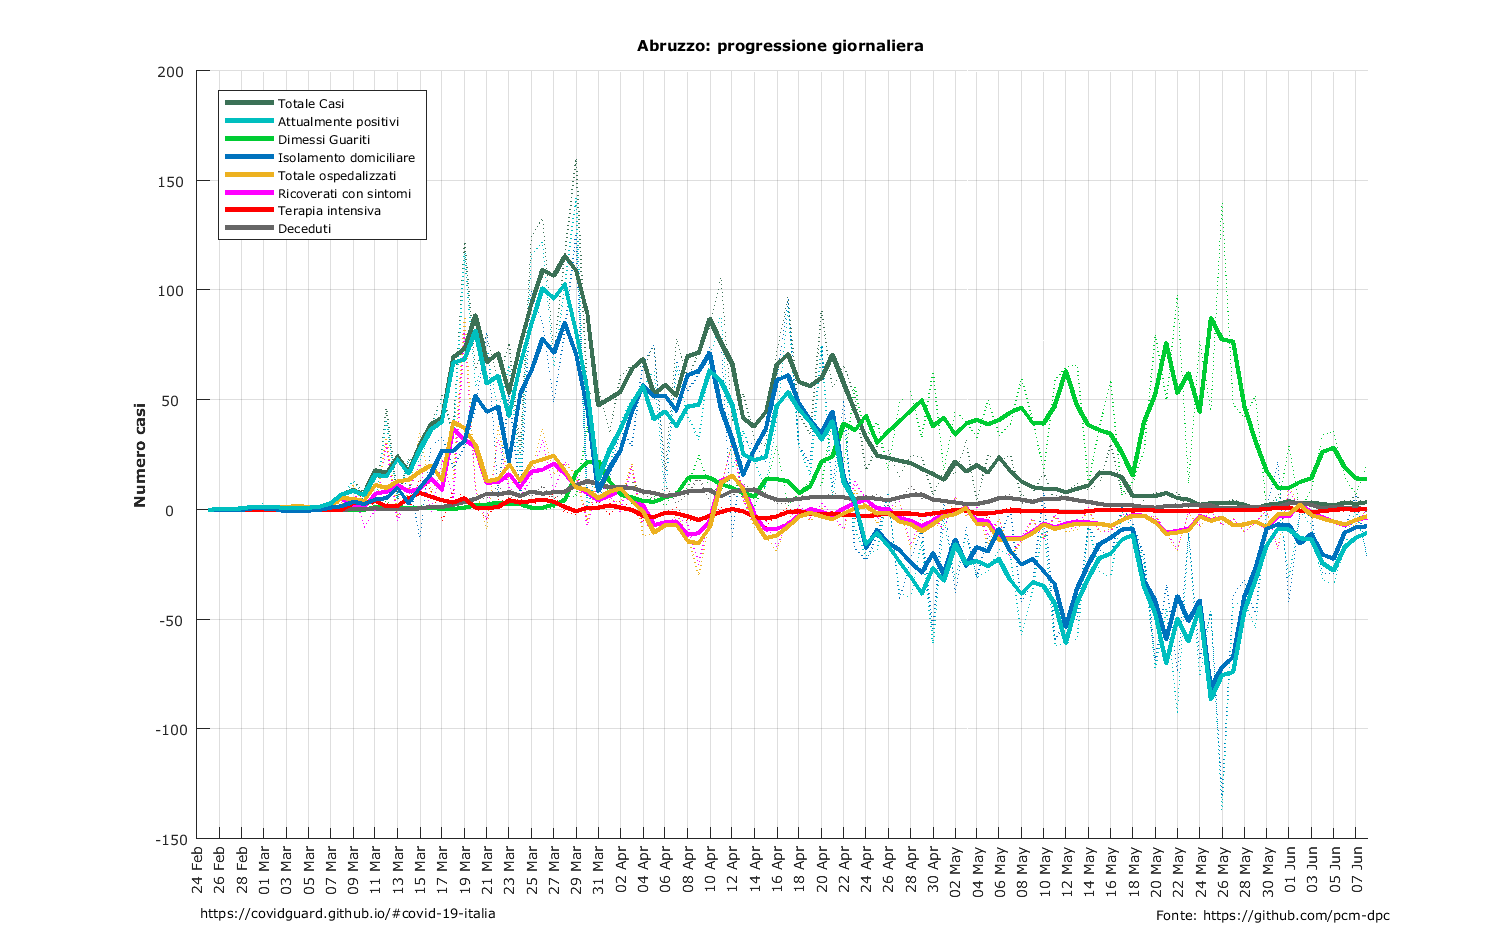 Abruzzo: progressione giornaliera
200
150
100
50
0
-50
-100
-150
Numero casi
Totale Casi
Attualmente positivi
Dimessi Guariti
Isolamento domiciliare
Totale ospedalizzati
Ricoverati con sintomi
Terapia intensiva
Deceduti
24 Feb
26 Feb
28 Feb
01 Mar
03 Mar
05 Mar
07 Mar
09 Mar
11 Mar
13 Mar
15 Mar
17 Mar
19 Mar
21 Mar
23 Mar
25 Mar
27 Mar
29 Mar
31 Mar
02 Apr
04 Apr
06 Apr
08 Apr
10 Apr
12 Apr
14 Apr
16 Apr
18 Apr
20 Apr
22 Apr
24 Apr
26 Apr
28 Apr
30 Apr
02 May
04 May
06 May
08 May
10 May
12 May
14 May
16 May
18 May
20 May
22 May
24 May
26 May
28 May
30 May
01 Jun
03 Jun
05 Jun
07 Jun
https://covidguard.github.io/#covid-19-italia
Fonte: https://github.com/pcm-dpc